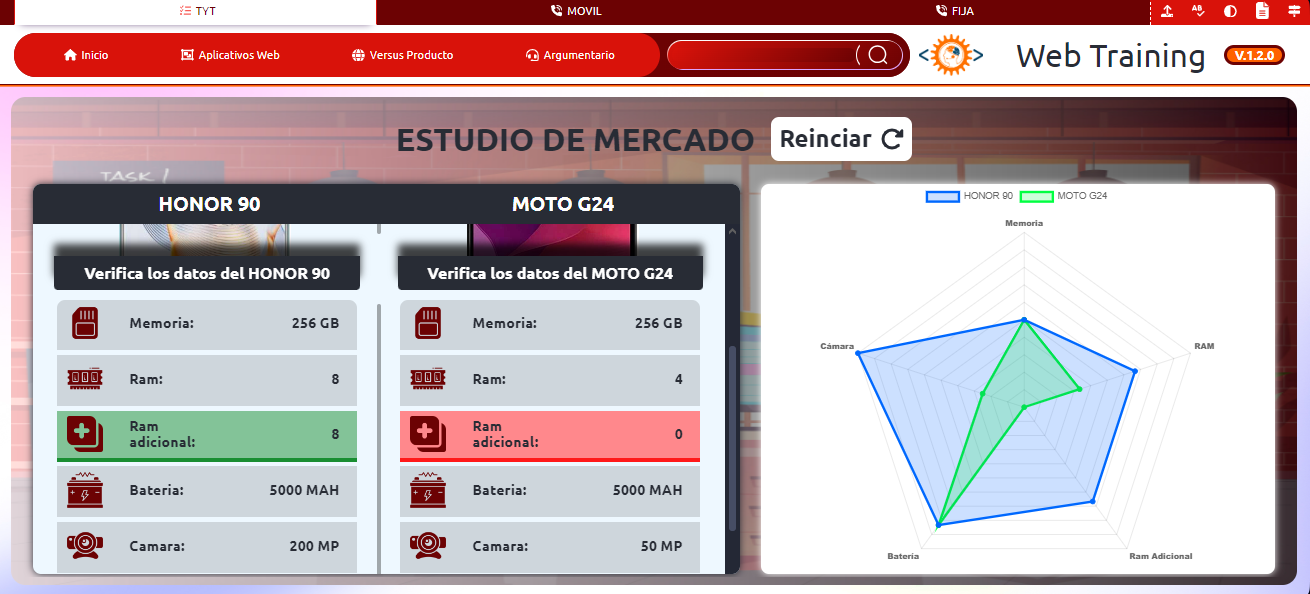 TYT
MOVIL
FIJA
Inicio
Aplicativos Web
Versus Producto
Argumentario
Web Training
V.1.2.0
TASK !
ESTUDIO DE MERCADO
Reinciar
HONOR 90
MOTO G24
Verifica los datos del HONOR 90
Verifica los datos del MOTO G24
Memoria: 256 GB
Memoria: 256 GB
Ram: 8
Ram: 4
Ram
adicional: 8
Ram
adicional: 0
Bateria: 5000 MAH
Bateria: 5000 MAH
Camara: 200 MP
Camara: 50 MP
HONOR 90
MOTO G24
Memoria
Cámara
RAM
Bateria
Ram Adicional